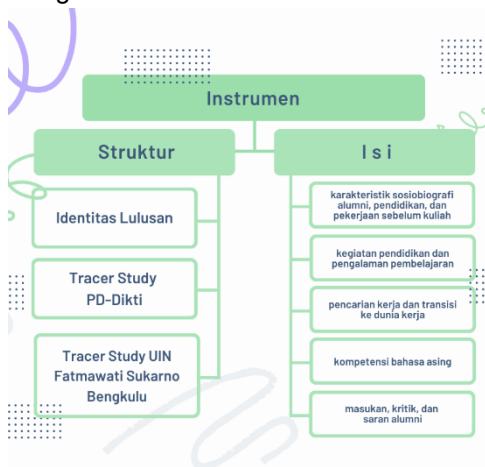 Instrumen
Struktur
Isi
Identitas Lulusan
Tracer Study
PD-Dikti
Tracer Study UIN
Fatmawati Sukarno
Bengkulu
karakteristik sosiobiografi
alumni, pendidikan, dan
pekerjaan sebelum kuliah
kegiatan pendidikan dan
pengalaman pembelajaran
pencarian kerja dan transisi
ke dunia kerja
kompetensi bahasa asing
masukan, kritik, dan
saran alumni